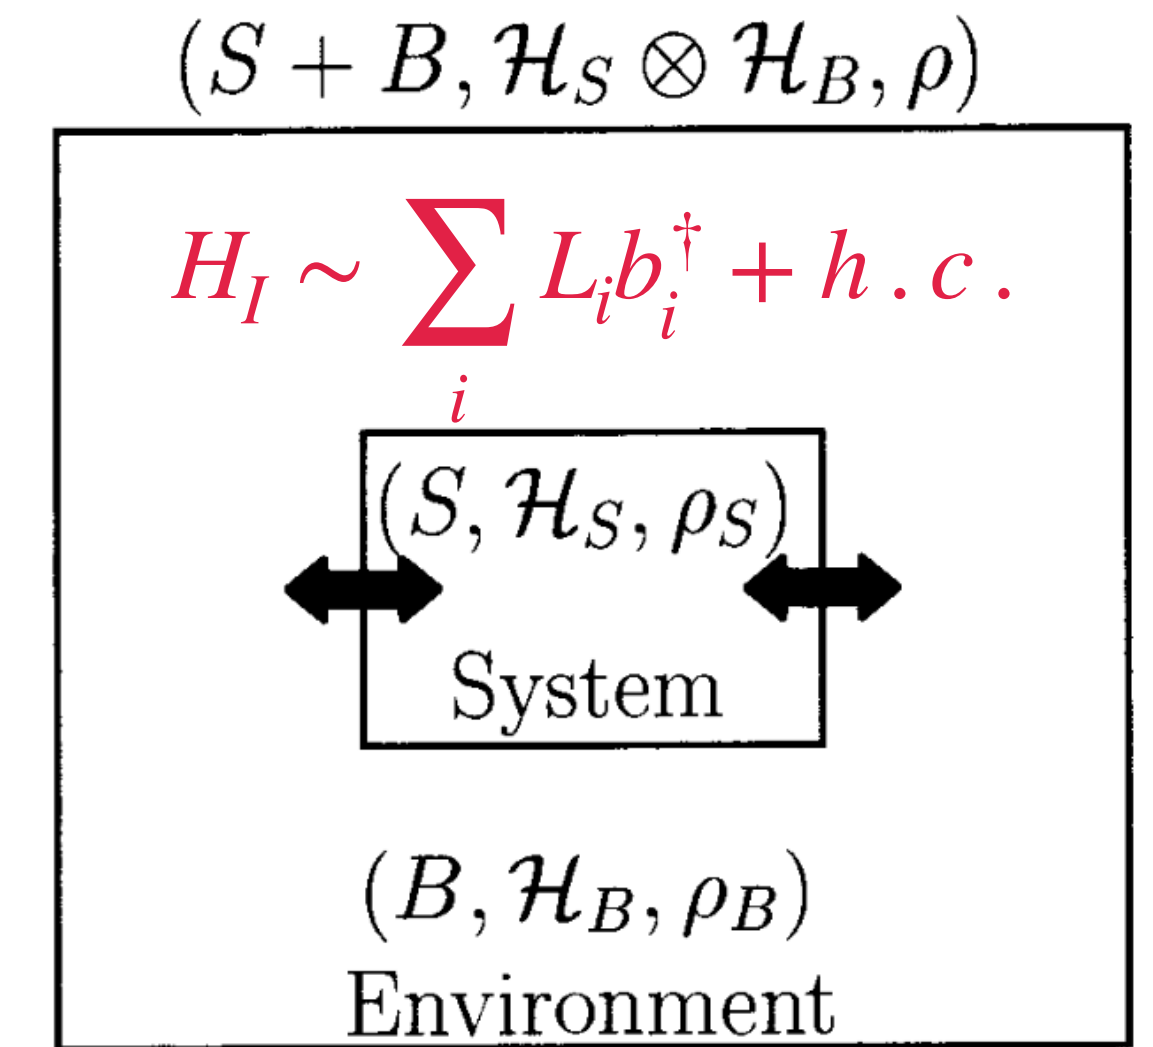 (S + B, ℋ_S ⊗ ℋ_B, ρ)
H_I ~ ∑_i L_i b_i^† + h . c .
(S, ℋ_S, ρ_S)
System
(B, ℋ_B, ρ_B)
Environment